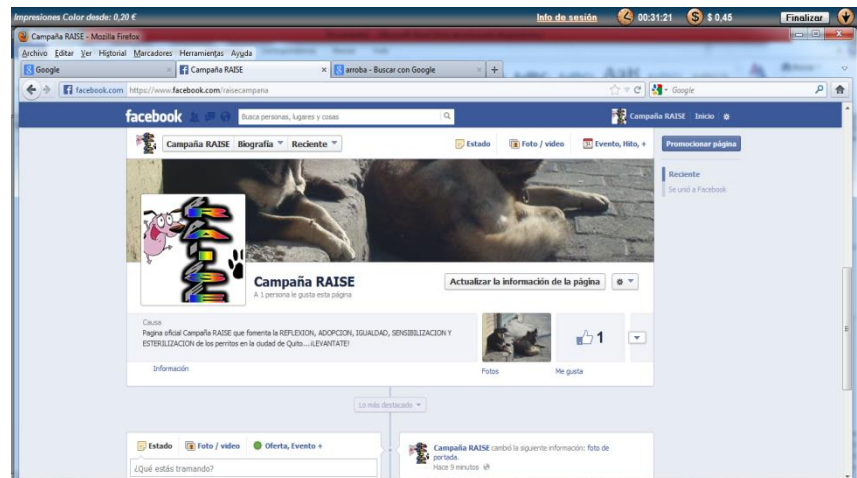 Impresiones Color desde: 0,20 €
Info de sesión
00:31:21
$ 0,45
Finalizar
Campaña RAISE - Mozilla Firefox
Archivo Editar Ver Historial Marcadores Herramientas Ayuda
Google
Campaña RAISE
arroba - Buscar con Google
facebook.com https://www.facebook.com/raisecampana
Google
facebook
Busca personas, lugares y cosas
Campaña RAISE Inicio
Campaña RAISE Biografía Reciente
Estado Foto / video Evento, Hito, +
Promocionar página
Reciente
Se unió a Facebook
RAISE
Campaña RAISE
A 1 persona le gusta esta página
Actualizar la información de la página
Causa
Pagina oficial Campaña RAISE que fomenta la REFLEXION, ADOPCION, IGUALDAD, SENSIBILIZACION Y
ESTERILIZACION de los perritos en la ciudad de Quito...¡LEVANTATE!
1
Información
Fotos
Me gusta
Lo más destacado
Estado Foto / video Oferta, Evento +
¿Qué estás tramando?
Campaña RAISE cambió la siguiente información: foto de
portada.
Hace 9 minutos